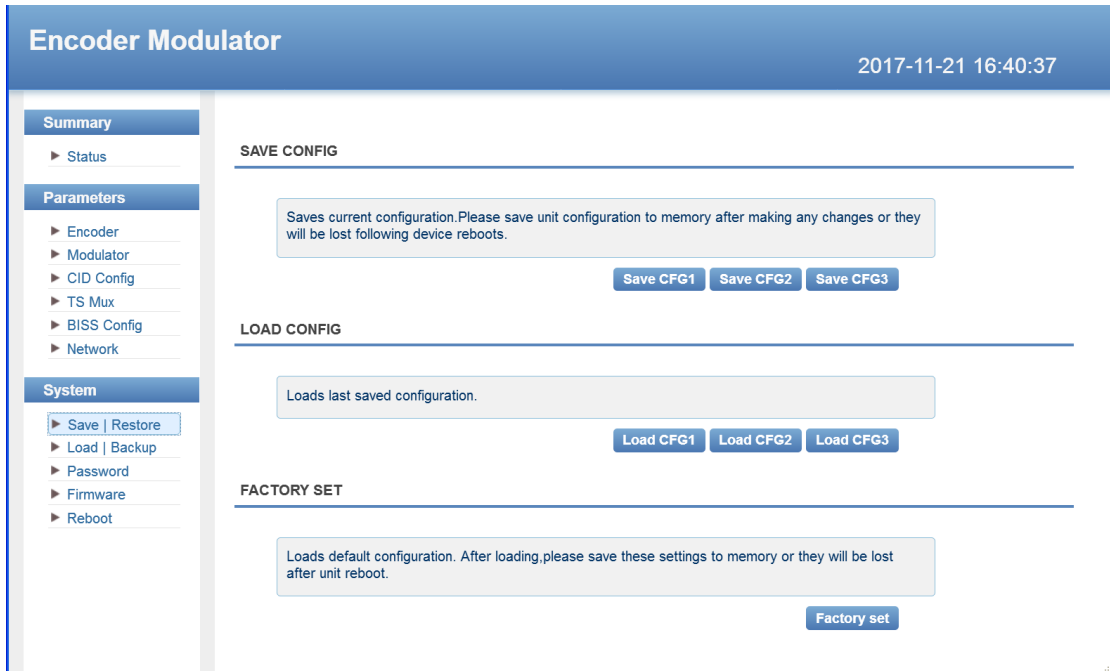 Encoder Modulator
2017-11-21 16:40:37
Summary
Status
Parameters
Encoder
Modulator
CID Config
TS Mux
BISS Config
Network
System
Save | Restore
Load | Backup
Password
Firmware
Reboot
SAVE CONFIG
Saves current configuration.Please save unit configuration to memory after making any changes or they
will be lost following device reboots.
Save CFG1 Save CFG2 Save CFG3
LOAD CONFIG
Loads last saved configuration.
Load CFG1 Load CFG2 Load CFG3
FACTORY SET
Loads default configuration. After loading,please save these settings to memory or they will be lost
after unit reboot.
Factory set